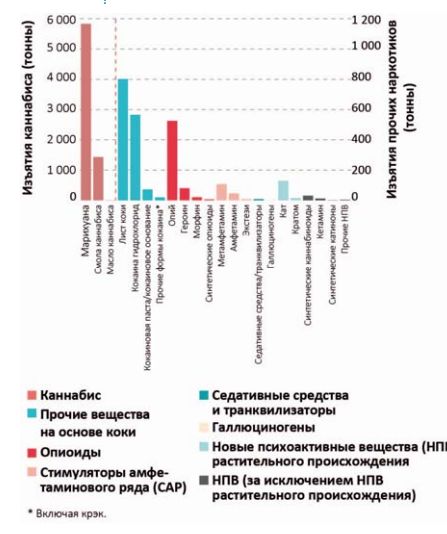 Изъятия каннабиса (тонны)
6 000
5 000
4 000
3 000
2 000
1 000
0
1 200
1 000
800
600
400
200
0
Изъятия прочих наркотиков
(тонны)
Марихуана
Смола каннабиса
Масло каннабиса
Лист коки
Кокаина гидрохлорид
Кокаиновая паста/кокаиновое основание
Прочие формы кокаина*
Опий
Героин
Морфин
Синтетические опиоиды
Метамфетамин
Амфетамин
Экстези
Седативные средства/транквилизаторы
Галлюциногены
Кат
Кратом
Синтетические каннабиноиды
Кетамин
Синтетические катиноны
Прочие НПВ
Каннабис
Прочие вещества
на основе коки
Опиоиды
Стимуляторы амфе-
таминового ряда (САР)
Седативные средства
и транквилизаторы
Галлюциногены
Новые психоактивные вещества (НП
растительного происхождения
НПВ (за исключением НПВ
растительного происхождения)
* Включая крэк.